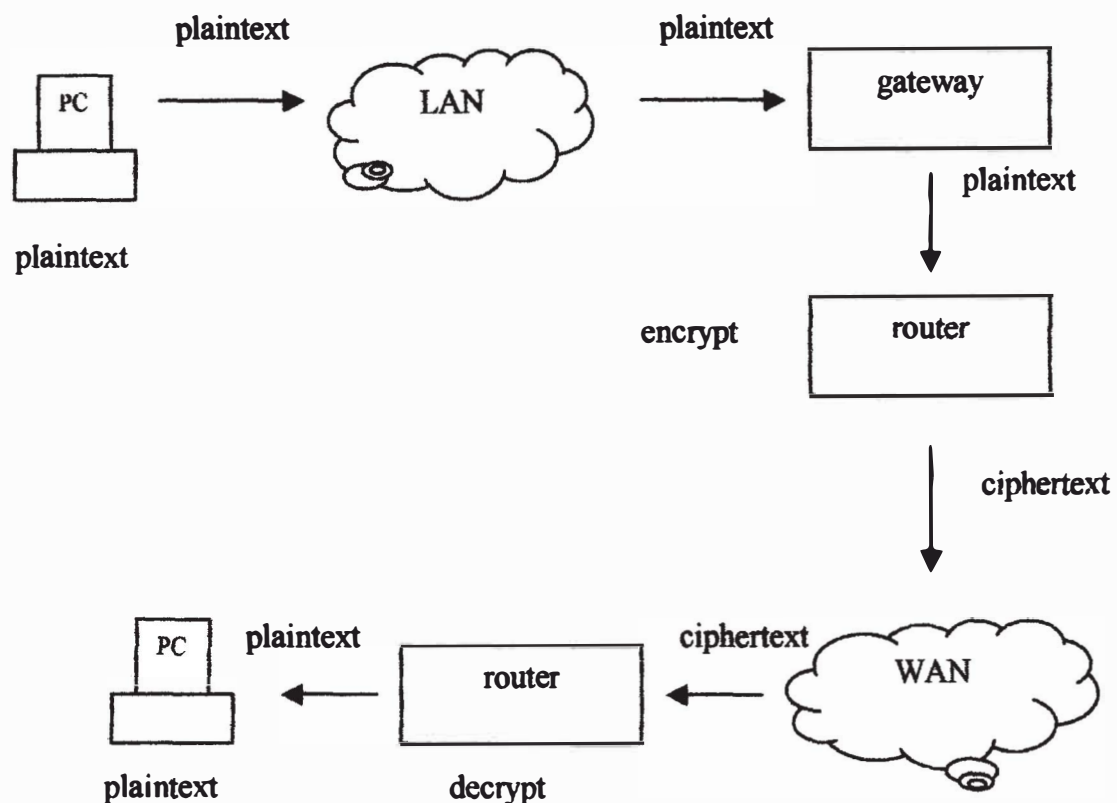 plaintext
plaintext
PC
LAN
gateway
plaintext
plaintext
encrypt
router
ciphertext
PC
plaintext
router
ciphertext
WAN
plaintext
decrypt